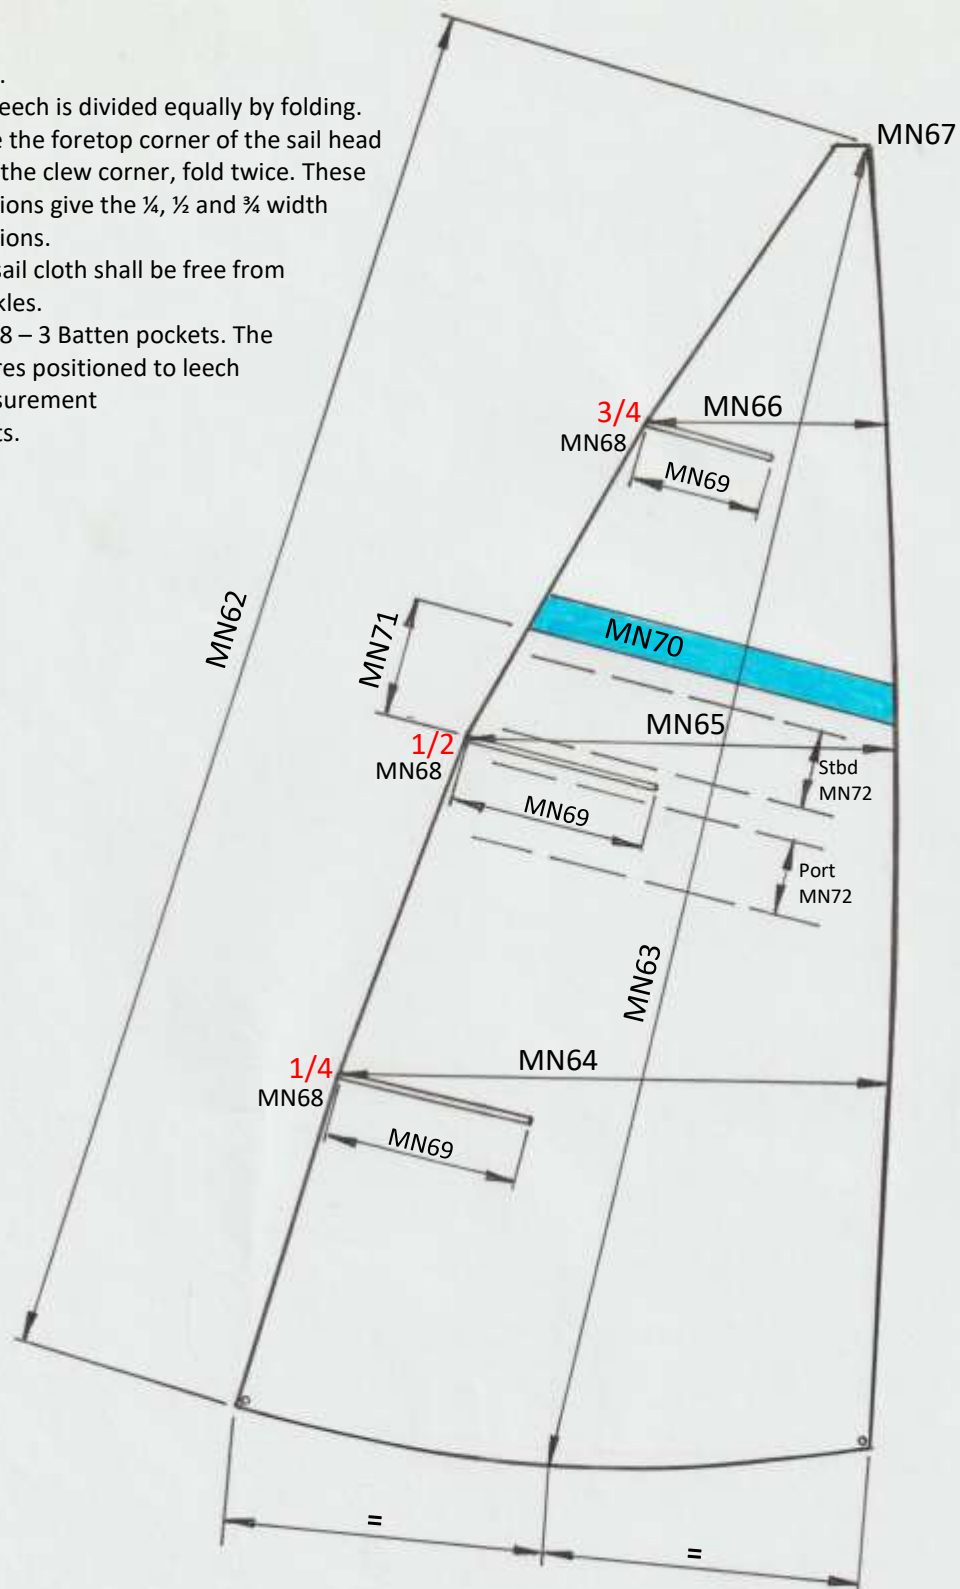 .
eech is divided equally by folding.
e the foretop corner of the sail head
the clew corner, fold twice. These
ions give the ¼, ½ and ¾ width
ions.
sail cloth shall be free from
kles.
8 – 3 Batten pockets. The
res positioned to leech
surement
ts.
MN67
3/4
MN66
MN68
MN69
MN62
MN71
MN70
MN65
1/2
MN68
Stbd
MN72
MN69
Port
MN72
MN63
1/4
MN64
MN68
MN69
=
=